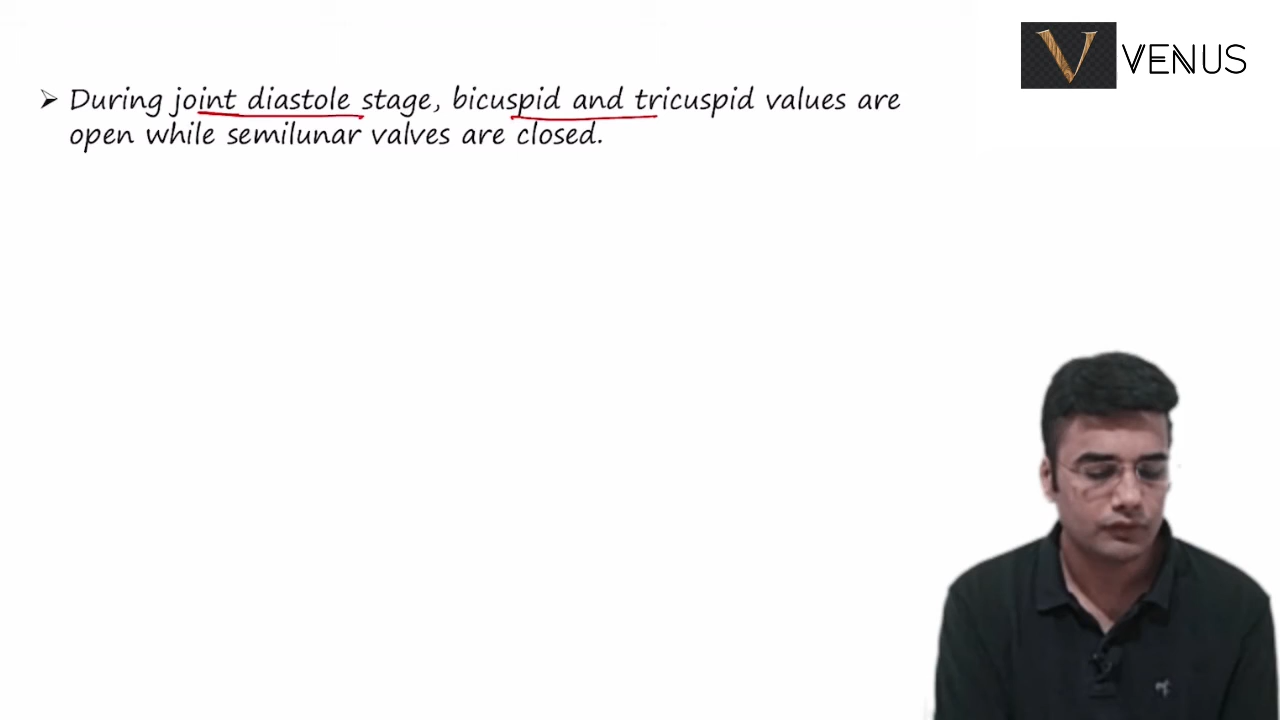 V VENUS
➢ During joint diastole stage, bicuspid and tricuspid values are
open while semilunar valves are closed.